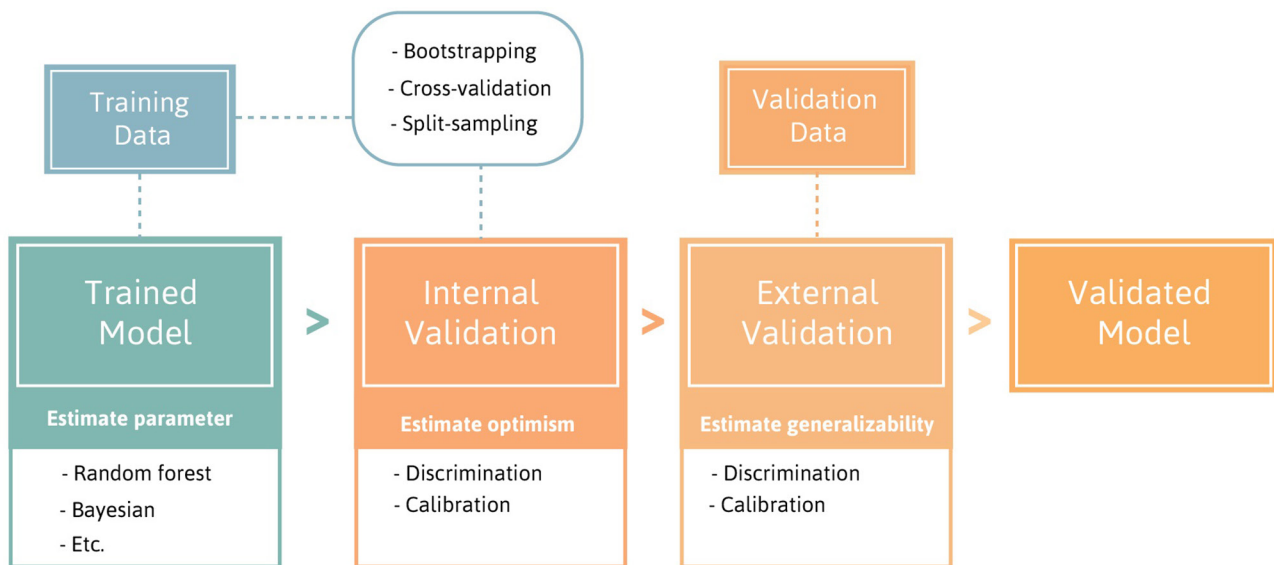 Training
Data
- Bootstrapping
- Cross-validation
- Split-sampling
Validation
Data
Trained
Model
>
Internal
Validation
>
External
Validation
>
Validated
Model
Estimate parameter
Estimate optimism
Estimate generalizability
- Random forest
- Bayesian
- Etc.
- Discrimination
- Calibration
- Discrimination
- Calibration